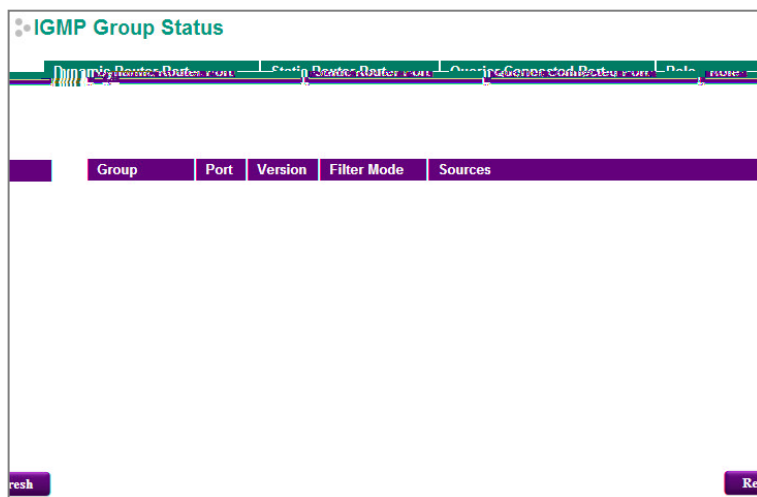 IGMP Group Status
Dynamic Router Port Static Router Port Querier Connected Port Role
Group Port Version Filter Mode Sources
resh Re